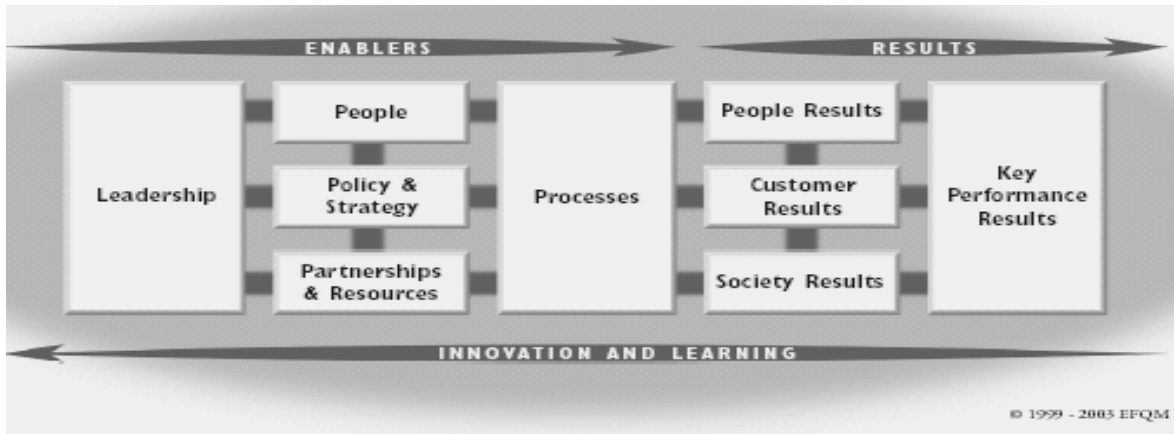 ENABLERS
RESULTS
Leadership
People
Policy &
Strategy
Partnerships
& Resources
Processes
People Results
Customer
Results
Society Results
Key
Performance
Results
INNOVATION AND LEARNING
© 1999 - 2003 EFQM